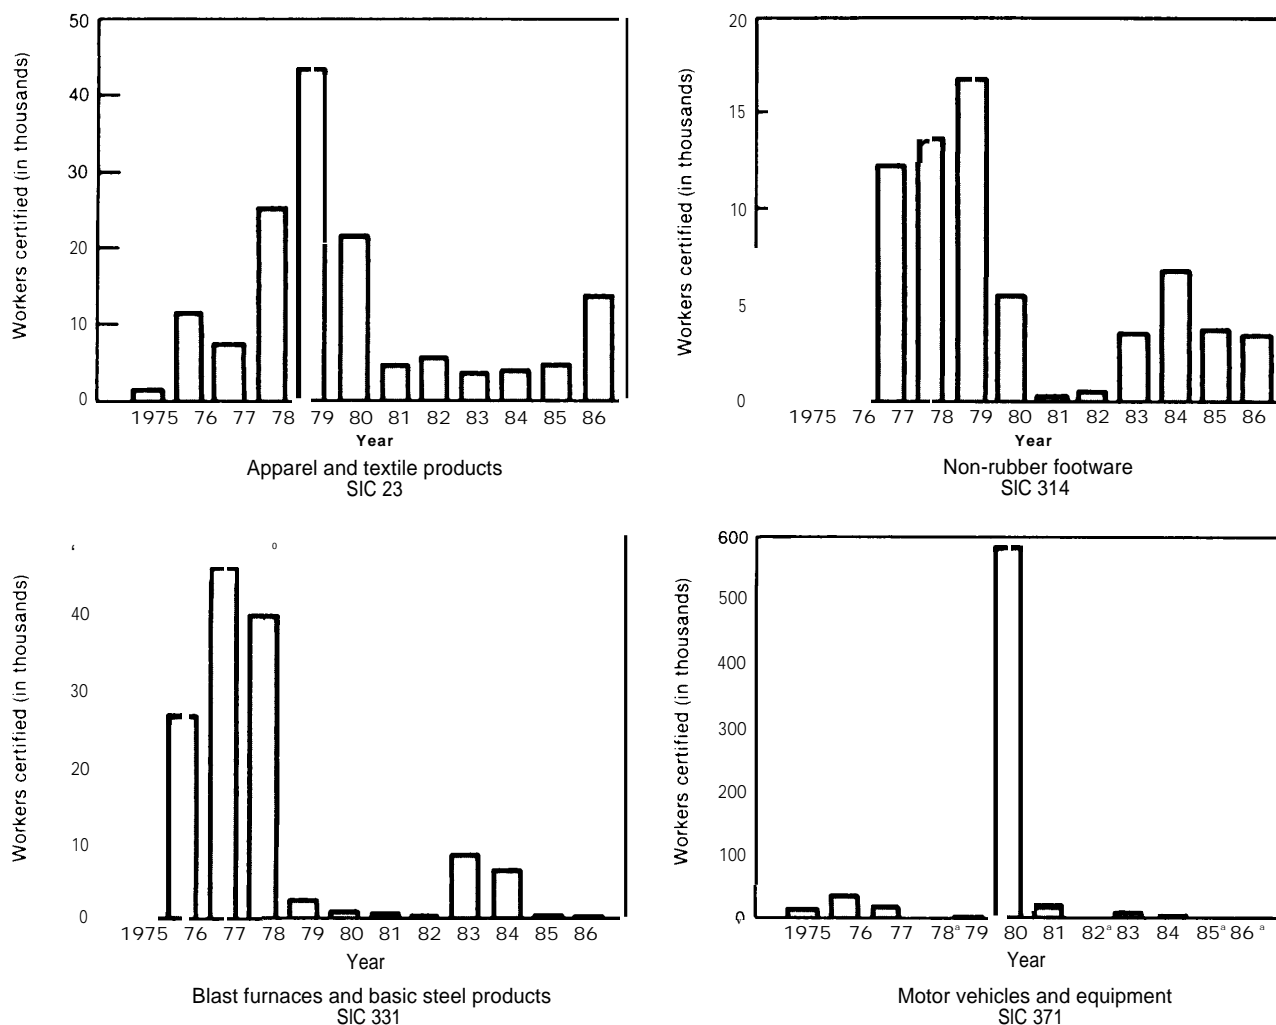 Workers certified (in thousands)
50
40
30
20
10
0
1975 76 77 78 79 80 81 82 83 84 85 86
Year
Apparel and textile products
SIC 23
Workers certified (in thousands)
20
15
10
5
0
1975 76 77 78 79 80 81 82 83 84 85 86
Year
Non-rubber footware
SIC 314
Workers certified (in thousands)
0
40
30
20
10
0
1975 76 77 78 79 80 81 82 83 84 85 86
Year
Blast furnaces and basic steel products
SIC 331
Workers certified (in thousands)
600
500
400
300
200
100
0
1975 76 77 78ª 79 80 81 82ª 83 84 85ª 86ª
Year
Motor vehicles and equipment
SIC 371